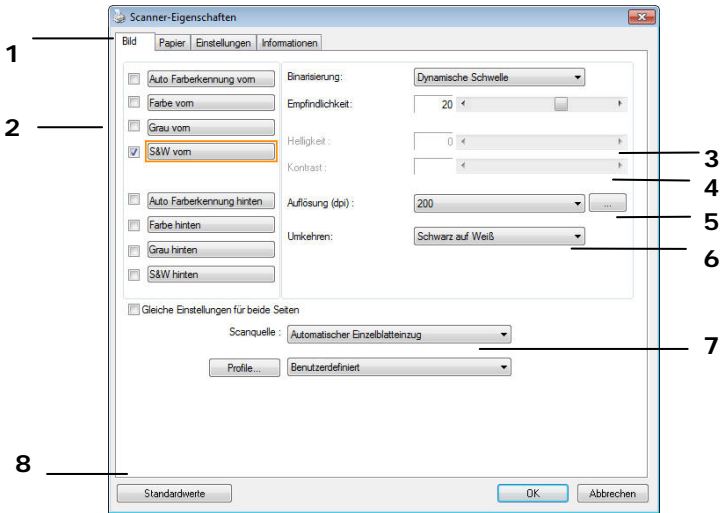 Scanner-Eigenschaften
Bild Papier Einstellungen Informationen
1
Auto Farberkennung vorn Binarisierung: Dynamische Schwelle
Farbe vorn Empfindlichkeit: 20
2 Grau vorn
Helligkeit : 0
S&W vorn
3
Kontrast :
4
Auto Farberkennung hinten Auflösung (dpi) : 200 ...
5
Farbe hinten
Umkehren: Schwarz auf Weiß
6
Grau hinten
S&W hinten
Gleiche Einstellungen für beide Seiten
Scanquelle : Automatischer Einzelblatteinzug
7
Profile... Benutzerdefiniert
8
Standardwerte OK Abbrechen